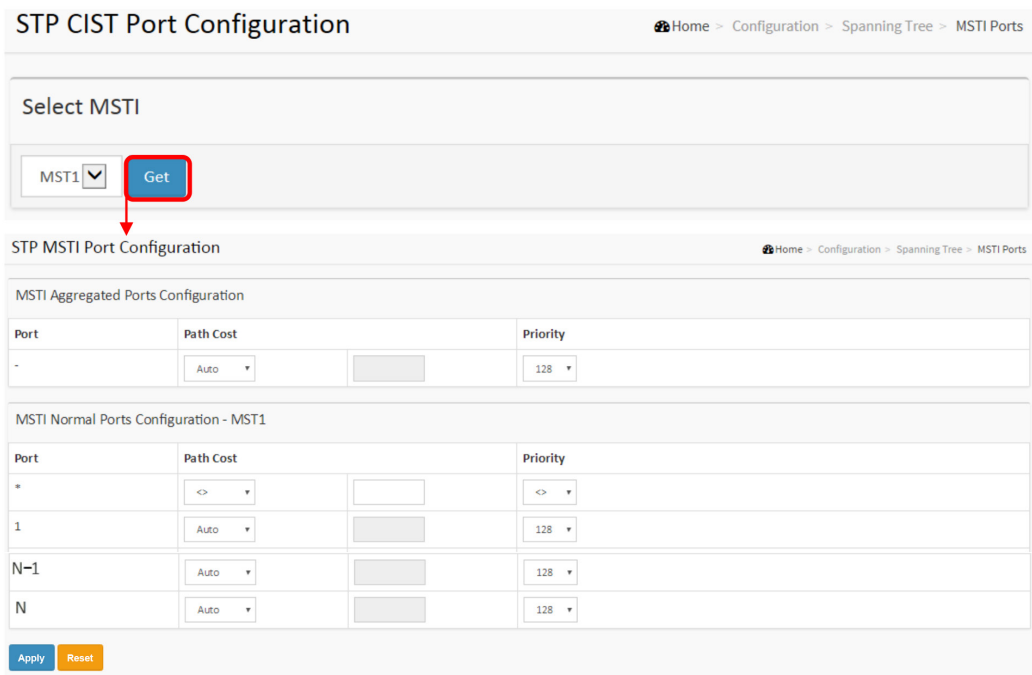 STP CIST Port Configuration
Home > Configuration > Spanning Tree > MSTI Ports
Select MSTI
MST1 Get
STP MSTI Port Configuration
Home > Configuration > Spanning Tree > MSTI Ports
MSTI Aggregated Ports Configuration
Port Path Cost Priority
- Auto 128
MSTI Normal Ports Configuration - MST1
Port Path Cost Priority
* <> <>
1 Auto 128
N-1 Auto 128
N Auto 128
Apply Reset